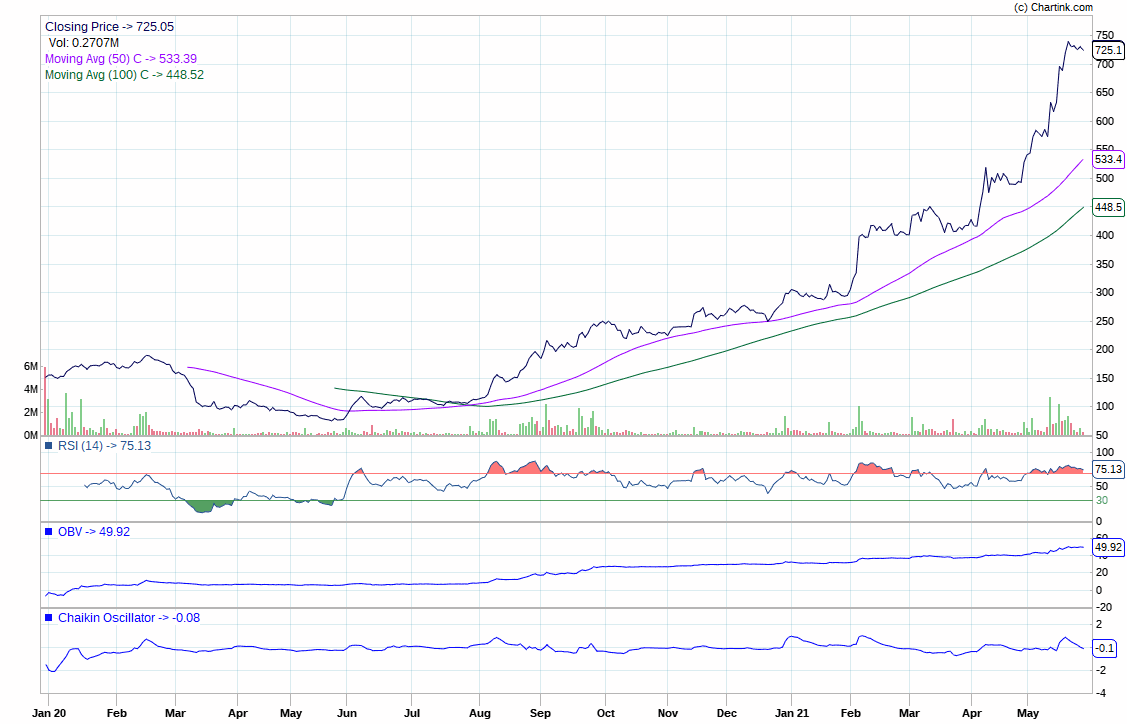 (c) Chartink.com
Closing Price -> 725.05
Vol: 0.2707M
Moving Avg (50) C -> 533.39
Moving Avg (100) C -> 448.52
750
725.1
700
650
600
550
533.4
500
448.5
400
350
300
250
200
150
100
50
6M
4M
2M
0M
RSI (14) -> 75.13
100
75.13
50
30
0
OBV -> 49.92
60
49.92
20
0
-20
Chaikin Oscillator -> -0.08
2
-0.1
-2
-4
Jan 20 Feb Mar Apr May Jun Jul Aug Sep Oct Nov Dec Jan 21 Feb Mar Apr May